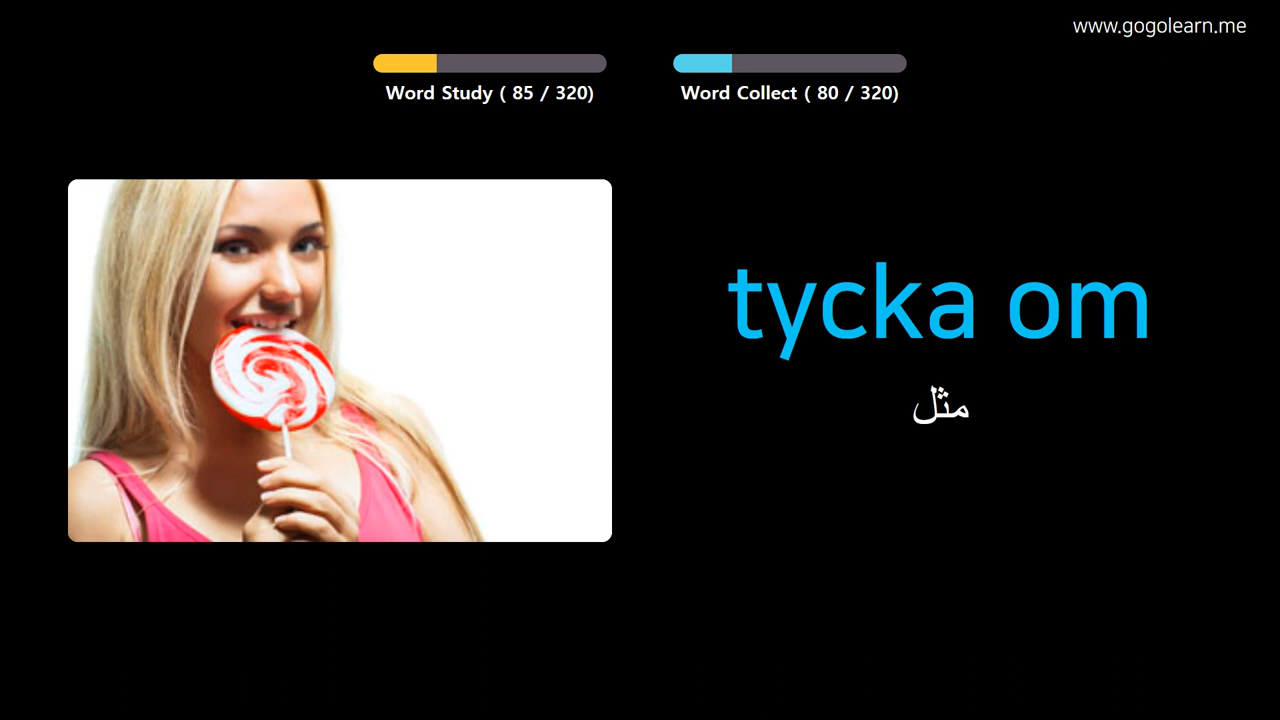 www.gogolearn.me
Word Study ( 85 / 320)
Word Collect ( 80 / 320)
tycka om
مثل